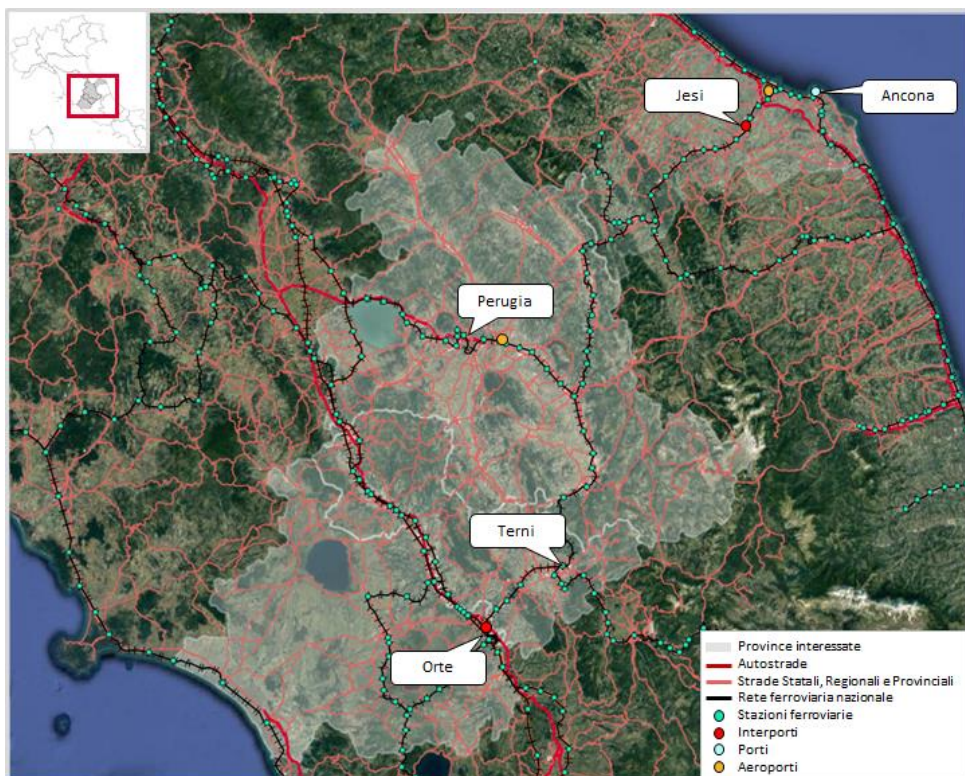 Jesi
Ancona
Perugia
Terni
Orte
Province interessate
Autostrade
Strade Statali, Regionali e Provinciali
Rete ferroviaria nazionale
Stazioni ferroviarie
Interporti
Porti
Aeroporti